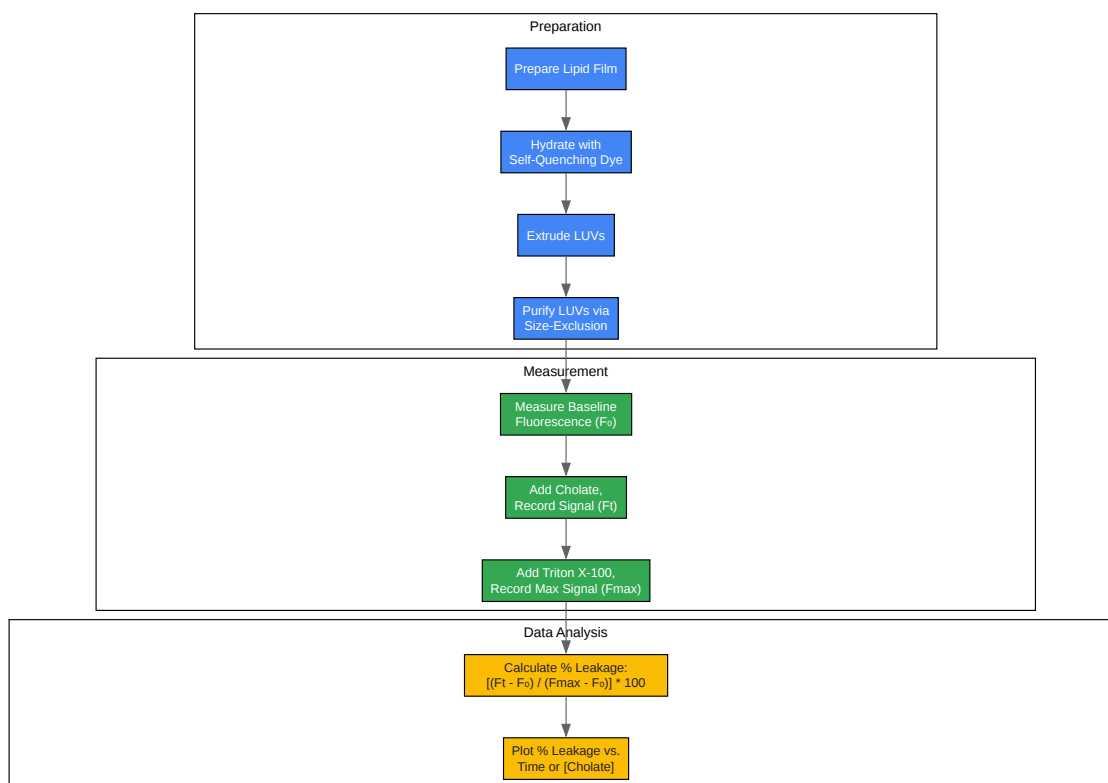 Preparation
Prepare Lipid Film
Hydrate with
Self-Quenching Dye
Extrude LUVs
Purify LUVs via
Size-Exclusion
Measurement
Measure Baseline
Fluorescence (F₀)
Add Cholate,
Record Signal (Ft)
Add Triton X-100,
Record Max Signal (Fmax)
Data Analysis
Calculate % Leakage:
[(Ft - F₀) / (Fmax - F₀)] * 100
Plot % Leakage vs.
Time or [Cholate]